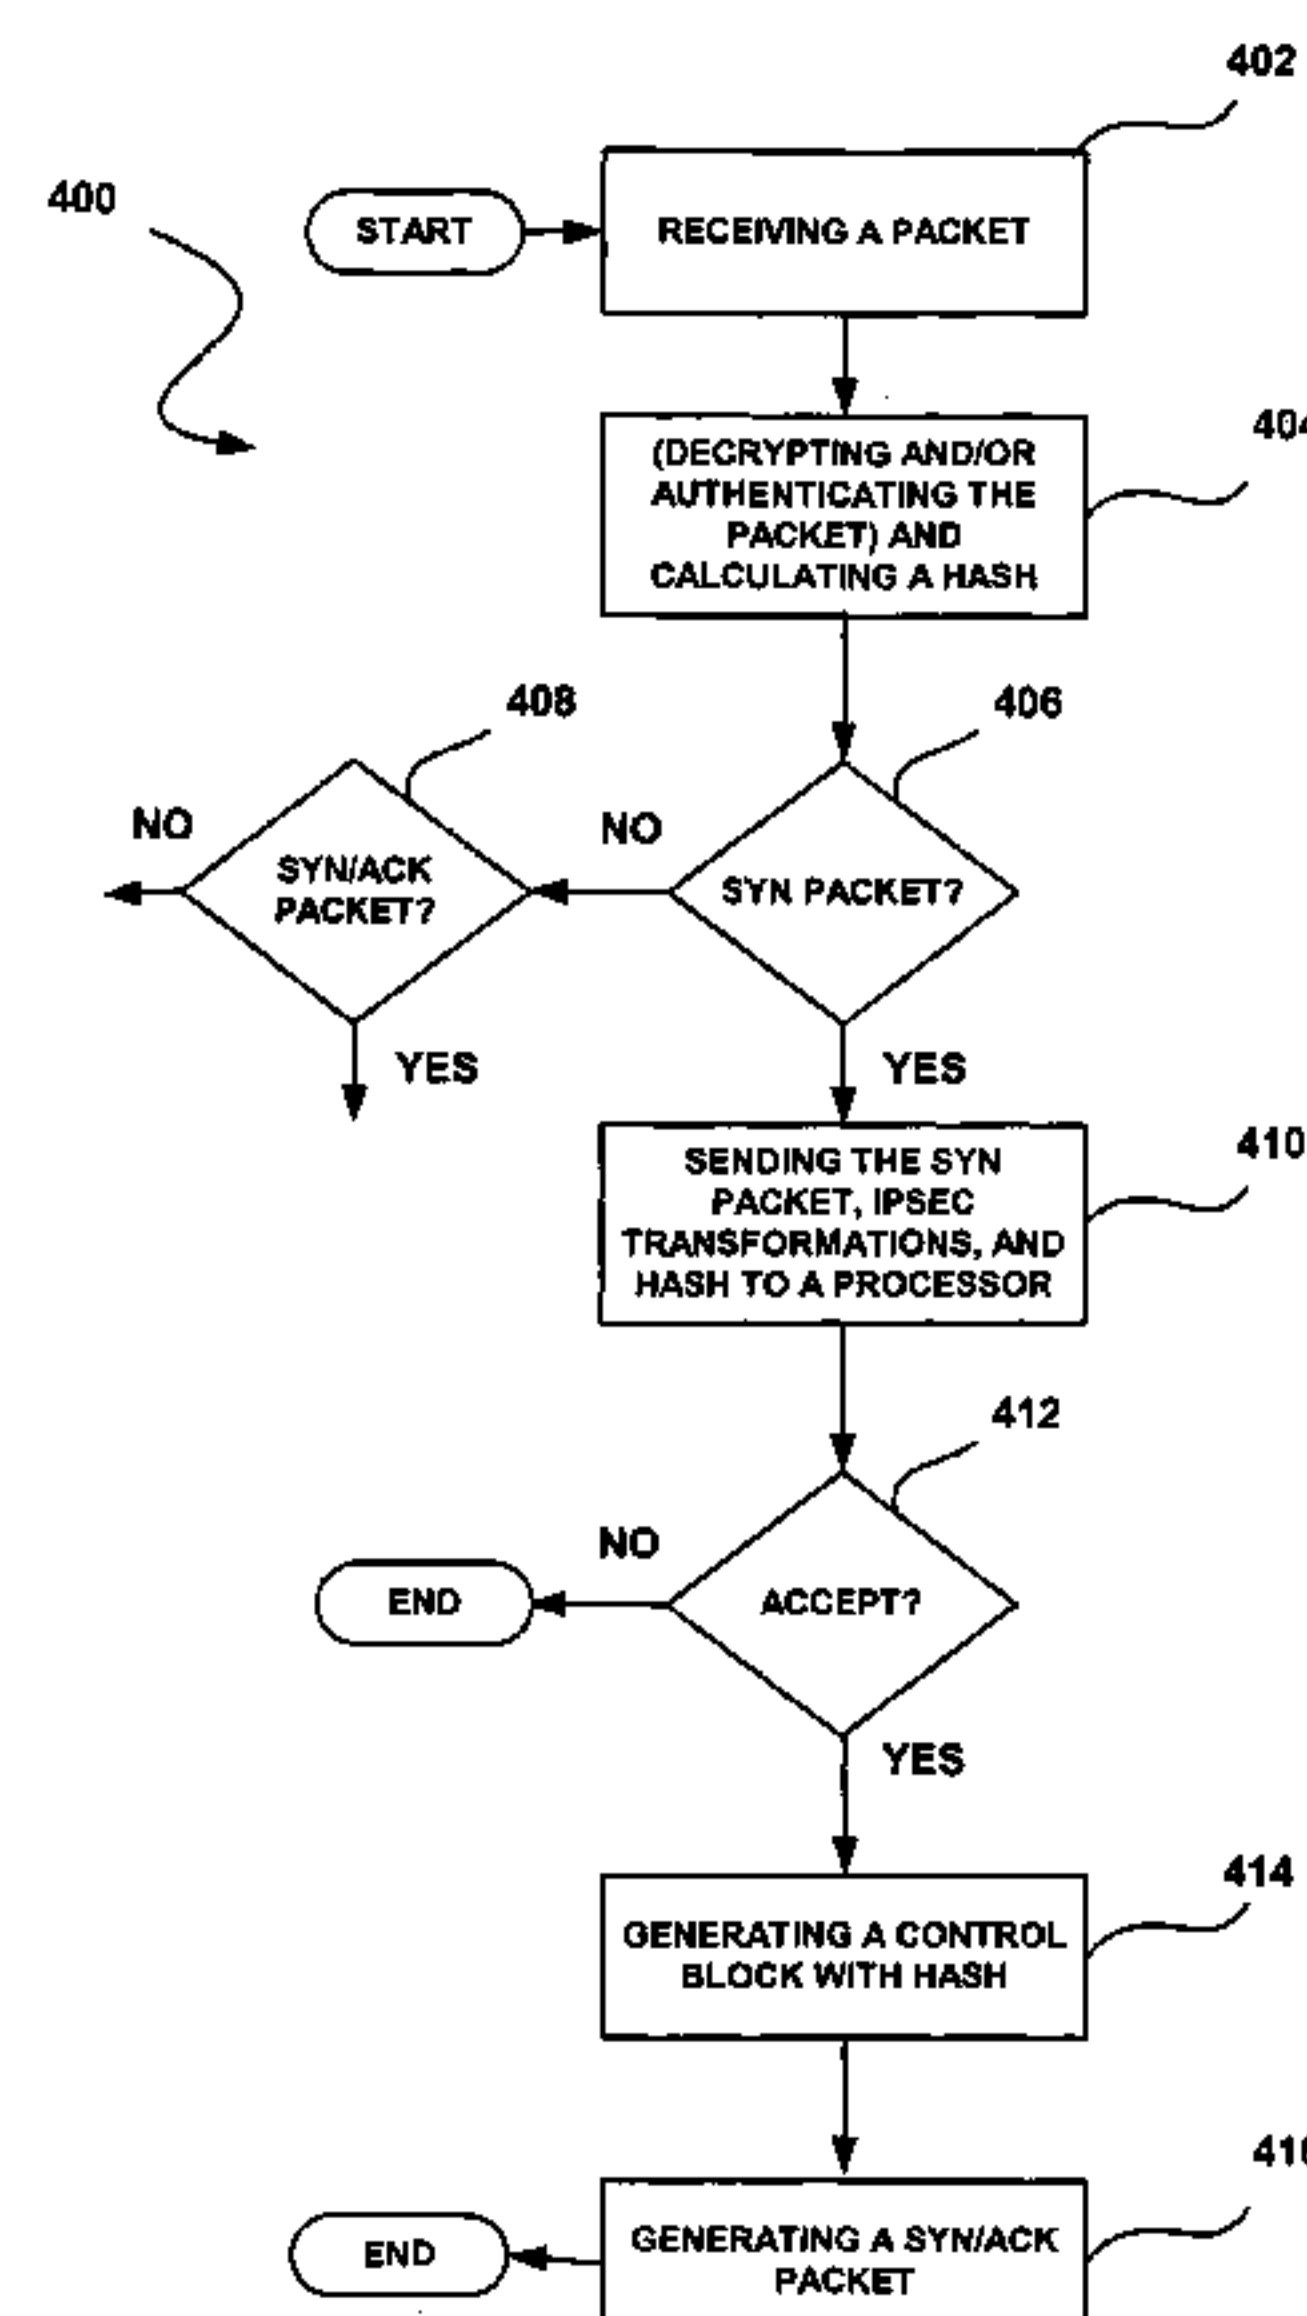 402
400
START
RECEIVING A PACKET
(DECRYPTING AND/OR
AUTHENTICATING THE
PACKET) AND
CALCULATING A HASH
408
406
NO
SYN/ACK
PACKET?
NO
SYN PACKET?
YES
YES
SENDING THE SYN
PACKET, IPSEC
TRANSFORMATIONS, AND
HASH TO A PROCESSOR
410
412
NO
END
ACCEPT?
YES
414
GENERATING A CONTROL
BLOCK WITH HASH
END
GENERATING A SYN/ACK
PACKET